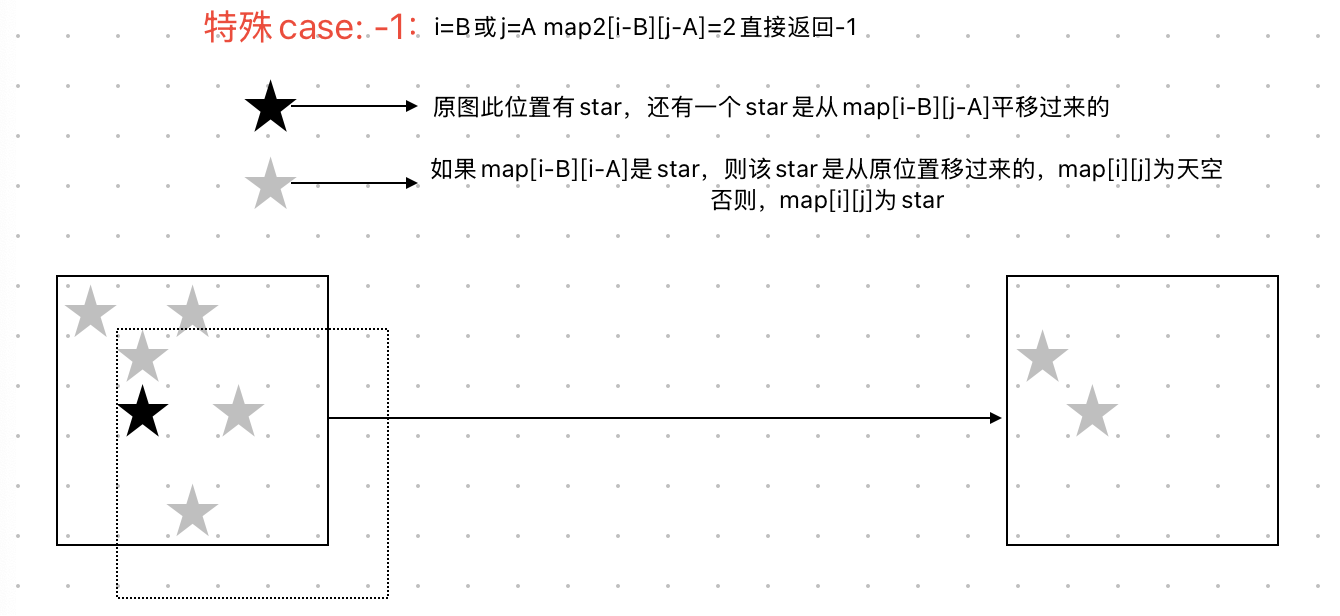 特殊 case: -1: i=B或j=A map2[i-B][j-A]=2直接返回-1
原图此位置有star，还有一个star是从map[i-B][j-A]平移过来的
如果map[i-B][i-A]是star，则该star是从原位置移过来的，map[i][j]为天空
否则，map[i][j]为star